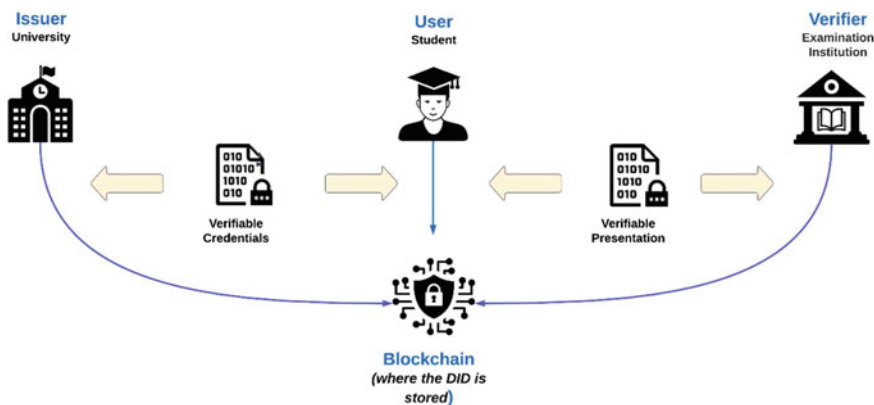 Issuer
University
User
Student
Verifier
Examination
Institution
010
01010
1010
010
Verifiable
Credentials
010
01010
1010
010
Verifiable
Presentation
Blockchain
(where the DID is
stored)